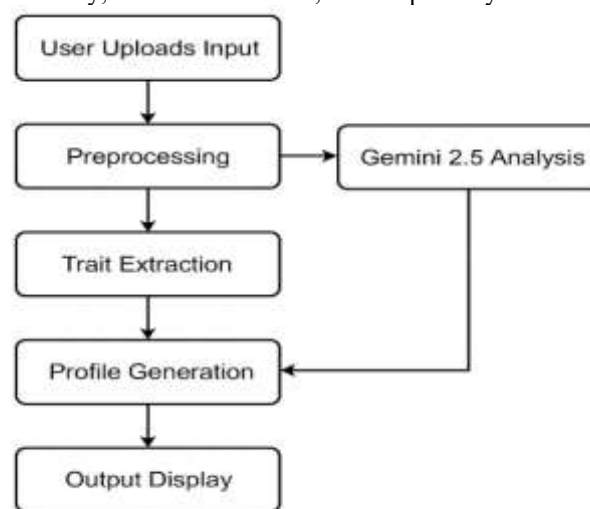 User Uploads Input
Preprocessing
Gemini 2.5 Analysis
Trait Extraction
Profile Generation
Output Display